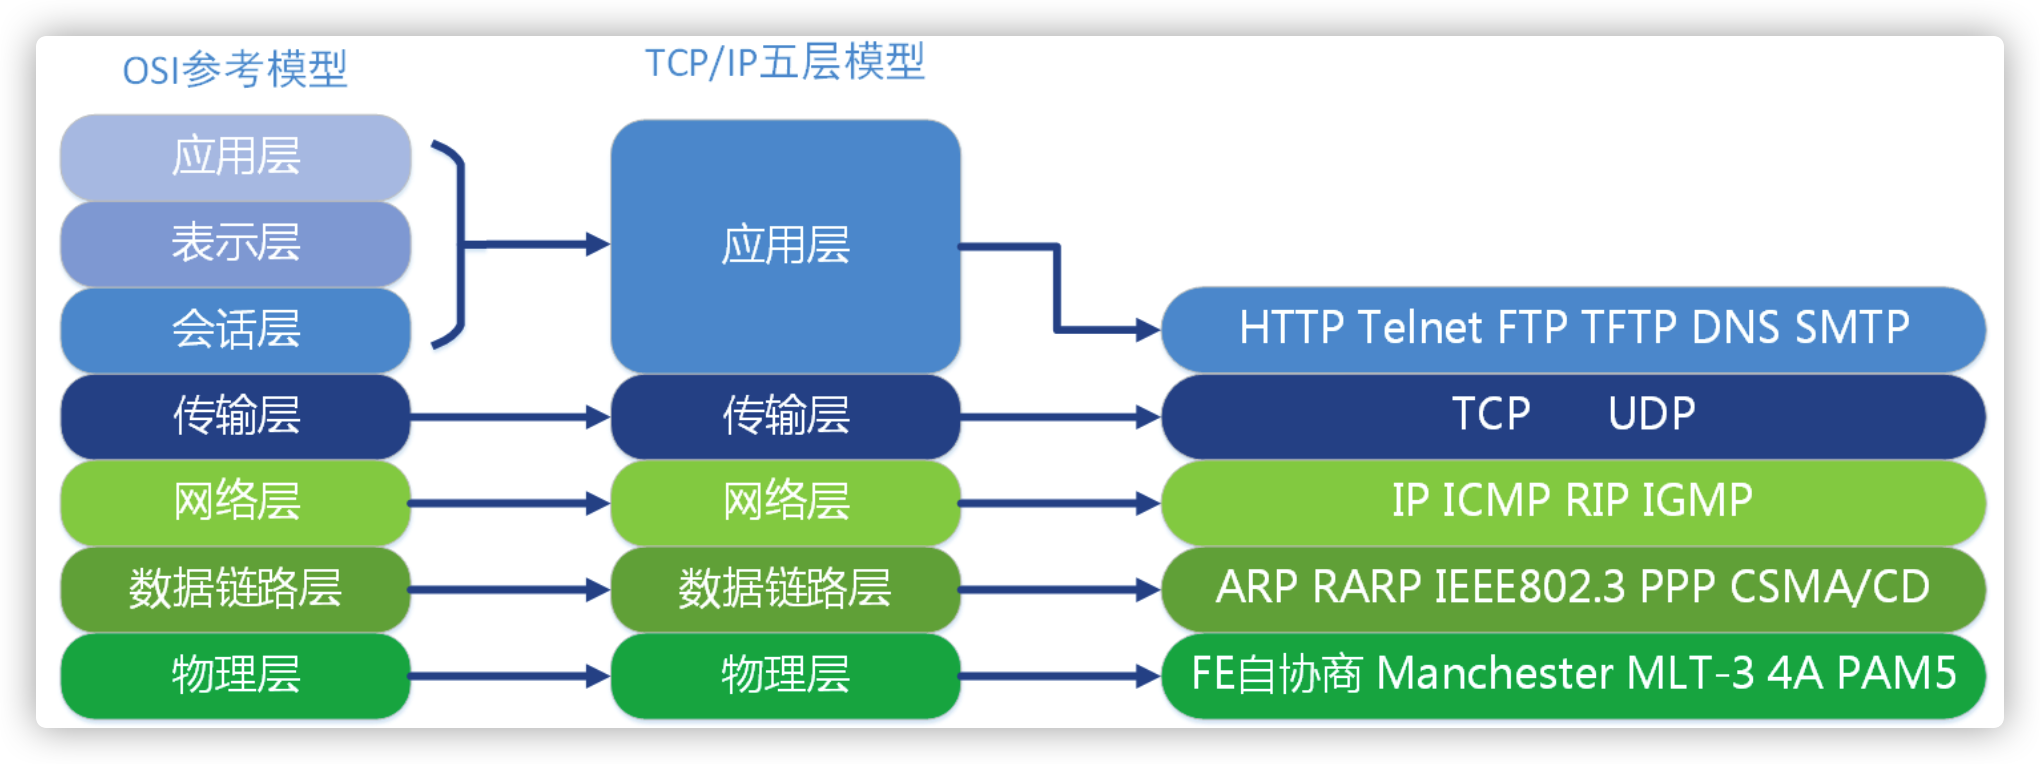 OSI参考模型
TCP/IP五层模型
应用层
表示层
会话层
传输层
网络层
数据链路层
物理层
应用层
传输层
网络层
数据链路层
物理层
HTTP Telnet FTP TFTP DNS SMTP
TCP UDP
IP ICMP RIP IGMP
ARP RARP IEEE802.3 PPP CSMA/CD
FE自协商 Manchester MLT-3 4A PAM5